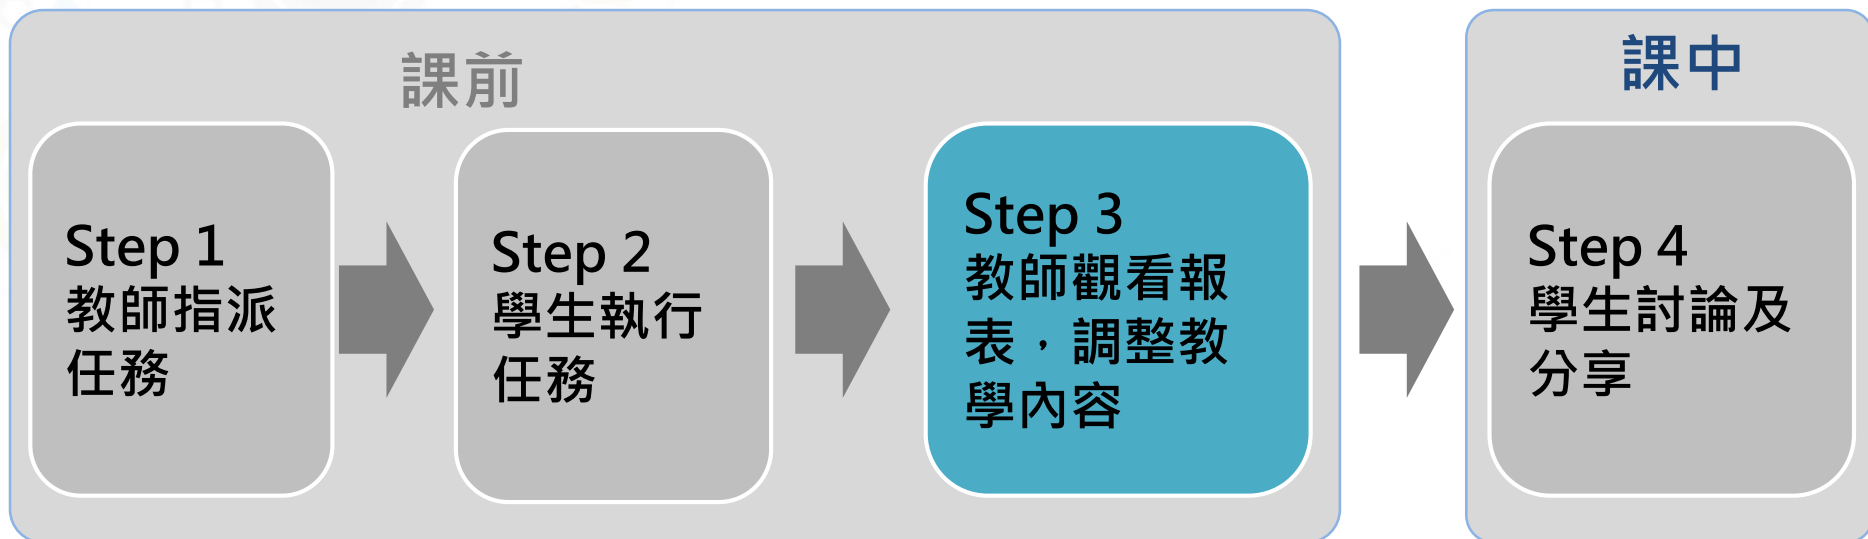 課前
Step 1
教師指派
任務
Step 2
學生執行
任務
Step 3
教師觀看報
表，調整教
學內容
課中
Step 4
學生討論及
分享